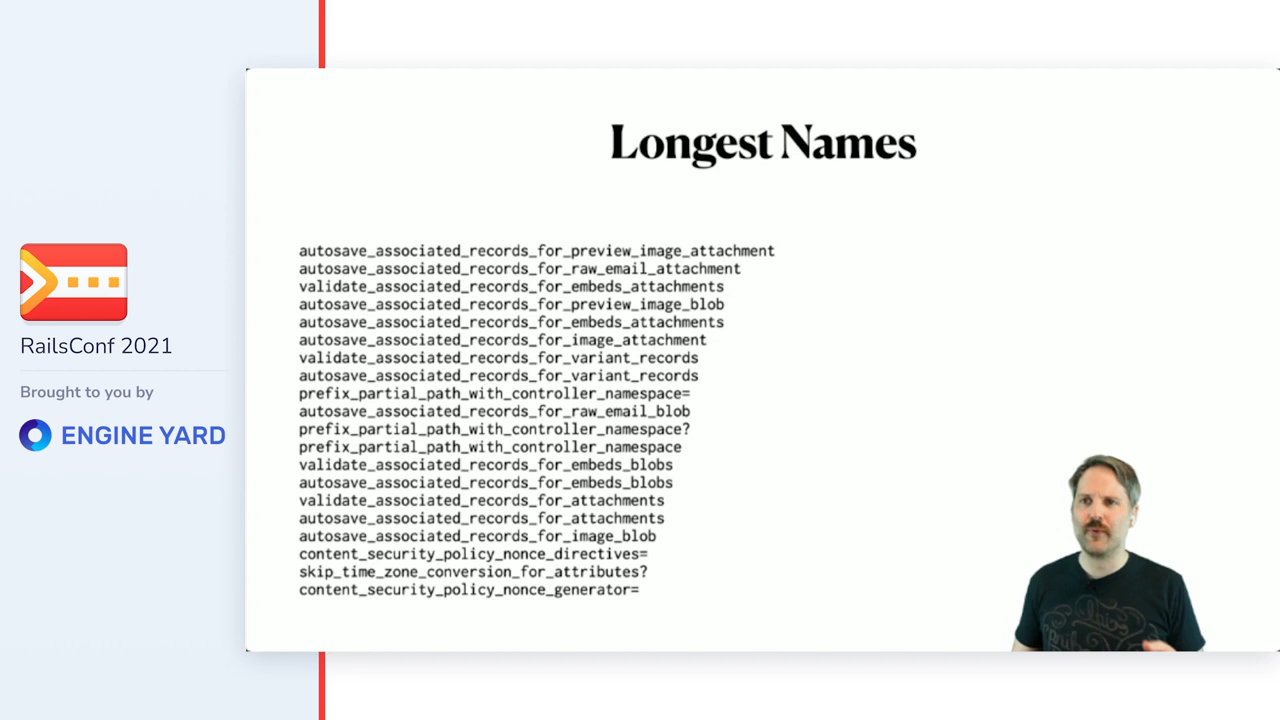 Longest Names
autosave_associated_records_for_preview_image_attachment
autosave_associated_records_for_raw_email_attachment
validate_associated_records_for_embeds_attachments
autosave_associated_records_for_preview_image_blob
autosave_associated_records_for_embeds_attachments
autosave_associated_records_for_image_attachment
validate_associated_records_for_variant_records
autosave_associated_records_for_variant_records
prefix_partial_path_with_controller_namespace=
autosave_associated_records_for_raw_email_blob
prefix_partial_path_with_controller_namespace?
prefix_partial_path_with_controller_namespace
validate_associated_records_for_embeds_blobs
autosave_associated_records_for_embeds_blobs
validate_associated_records_for_attachments
autosave_associated_records_for_attachments
autosave_associated_records_for_image_blob
content_security_policy_nonce_directives=
skip_time_zone_conversion_for_attributes?
content_security_policy_nonce_generator=
RailsConf 2021
Brought to you by
ENGINE YARD